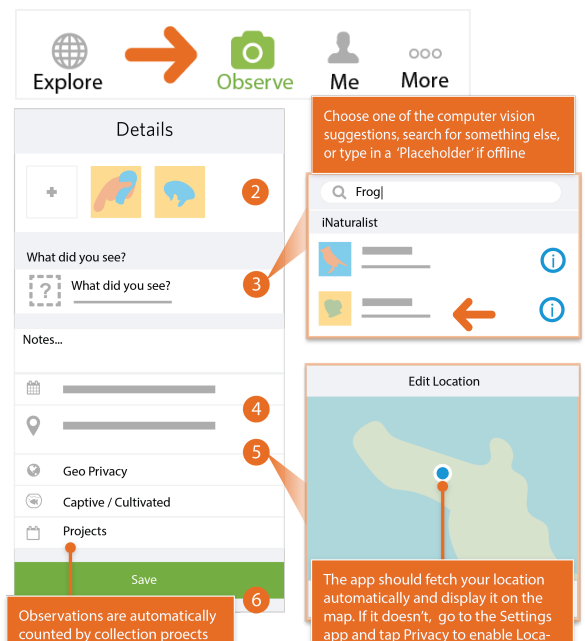 Explore
Observe
Me
More
Details
2
What did you see?
What did you see?
3
Notes...
4
5
Geo Privacy
Captive / Cultivated
Projects
Save
6
Observations are automatically
counted by collection proects
Choose one of the computer vision
suggestions, search for something else,
or type in a ‘Placeholder’ if offline
Frog
iNaturalist
i
i
Edit Location
The app should fetch your location
automatically and display it on the
map. If it doesn’t, go to the Settings
app and tap Privacy to enable Loca-